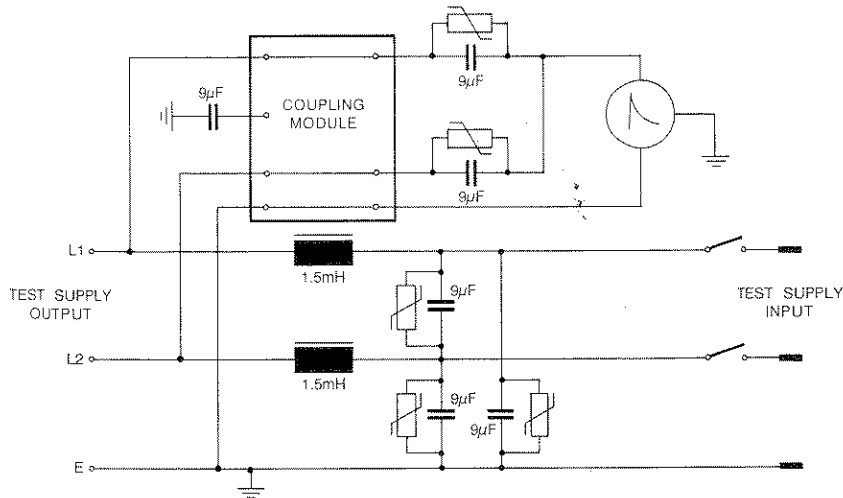 9µF
9µF
COUPLING
MODULE
9µF
L1
1.5mH
TEST SUPPLY
OUTPUT
9µF
TEST SUPPLY
INPUT
L2
1.5mH
9µF
9µF
E